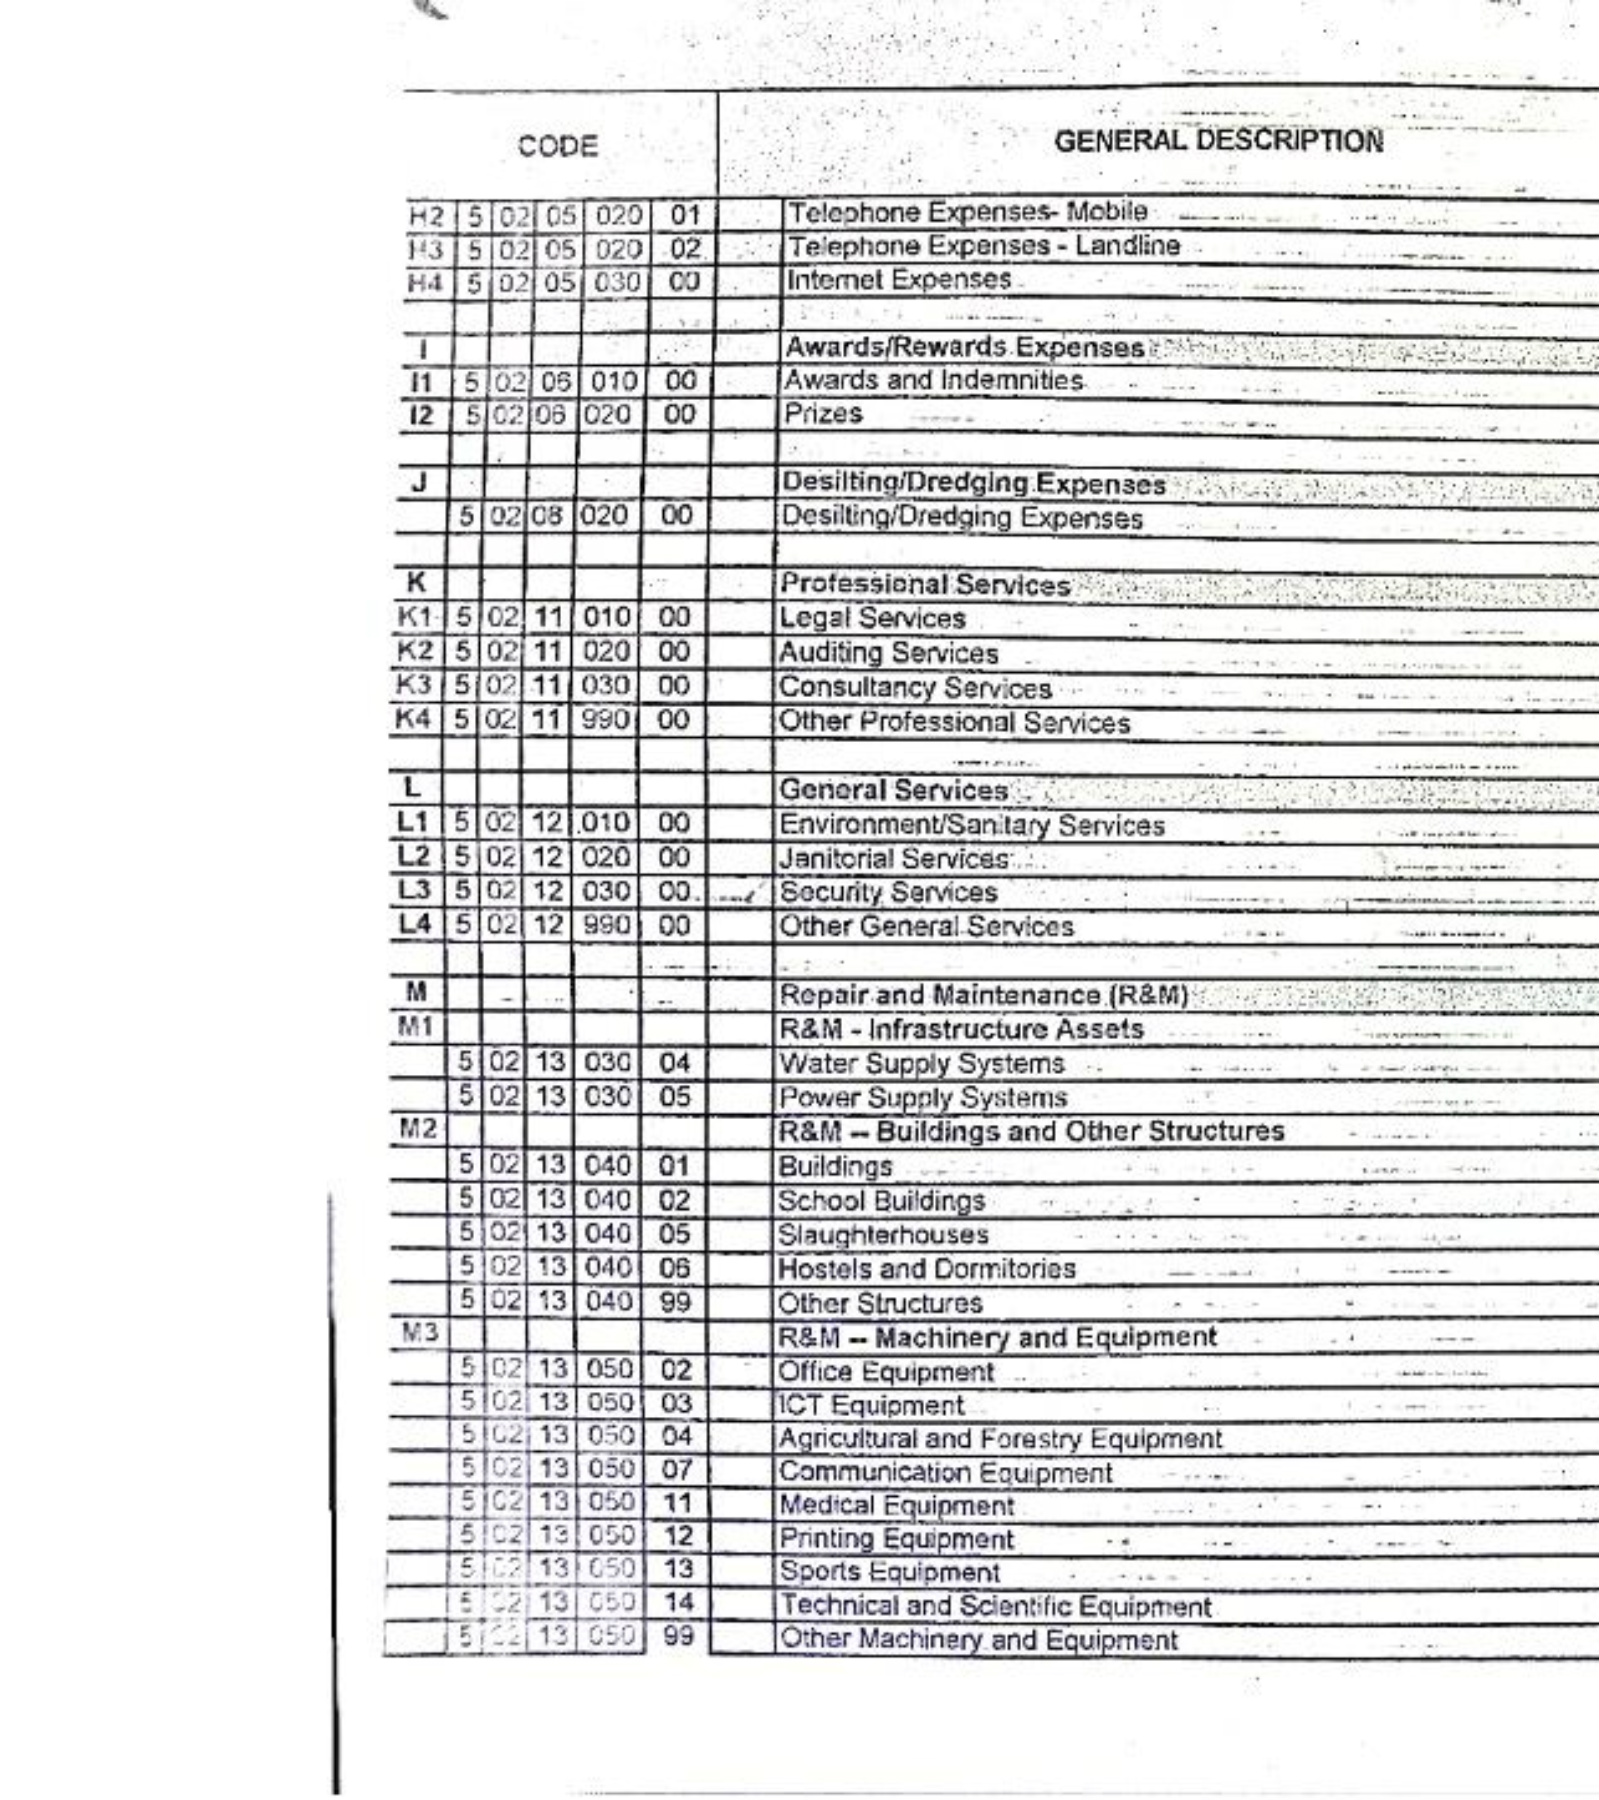 CODE GENERAL DESCRIPTION
H2 5 02 05 020 01 Telephone Expenses- Mobile
H3 5 02 05 020 02 Telephone Expenses - Landline
H4 5 02 05 030 00 Internet Expenses
I Awards/Rewards Expenses
I1 5 02 06 010 00 Awards and Indemnities
I2 5 02 06 020 00 Prizes
J Desilting/Dredging Expenses
5 02 08 020 00 Desilting/Dredging Expenses
K Professional Services
K1 5 02 11 010 00 Legal Services
K2 5 02 11 020 00 Auditing Services
K3 5 02 11 030 00 Consultancy Services
K4 5 02 11 990 00 Other Professional Services
L General Services
L1 5 02 12 010 00 Environment/Sanitary Services
L2 5 02 12 020 00 Janitorial Services
L3 5 02 12 030 00 Security Services
L4 5 02 12 990 00 Other General Services
M Repair and Maintenance (R&M)
M1 R&M - Infrastructure Assets
5 02 13 030 04 Water Supply Systems
5 02 13 030 05 Power Supply Systems
M2 R&M -- Buildings and Other Structures
5 02 13 040 01 Buildings
5 02 13 040 02 School Buildings
5 02 13 040 05 Slaughterhouses
5 02 13 040 06 Hostels and Dormitories
5 02 13 040 99 Other Structures
M3 R&M -- Machinery and Equipment
5 02 13 050 02 Office Equipment
5 02 13 050 03 ICT Equipment
5 02 13 050 04 Agricultural and Forestry Equipment
5 02 13 050 07 Communication Equipment
5 02 13 050 11 Medical Equipment
5 02 13 050 12 Printing Equipment
5 02 13 050 13 Sports Equipment
5 02 13 050 14 Technical and Scientific Equipment
5 02 13 050 99 Other Machinery and Equipment